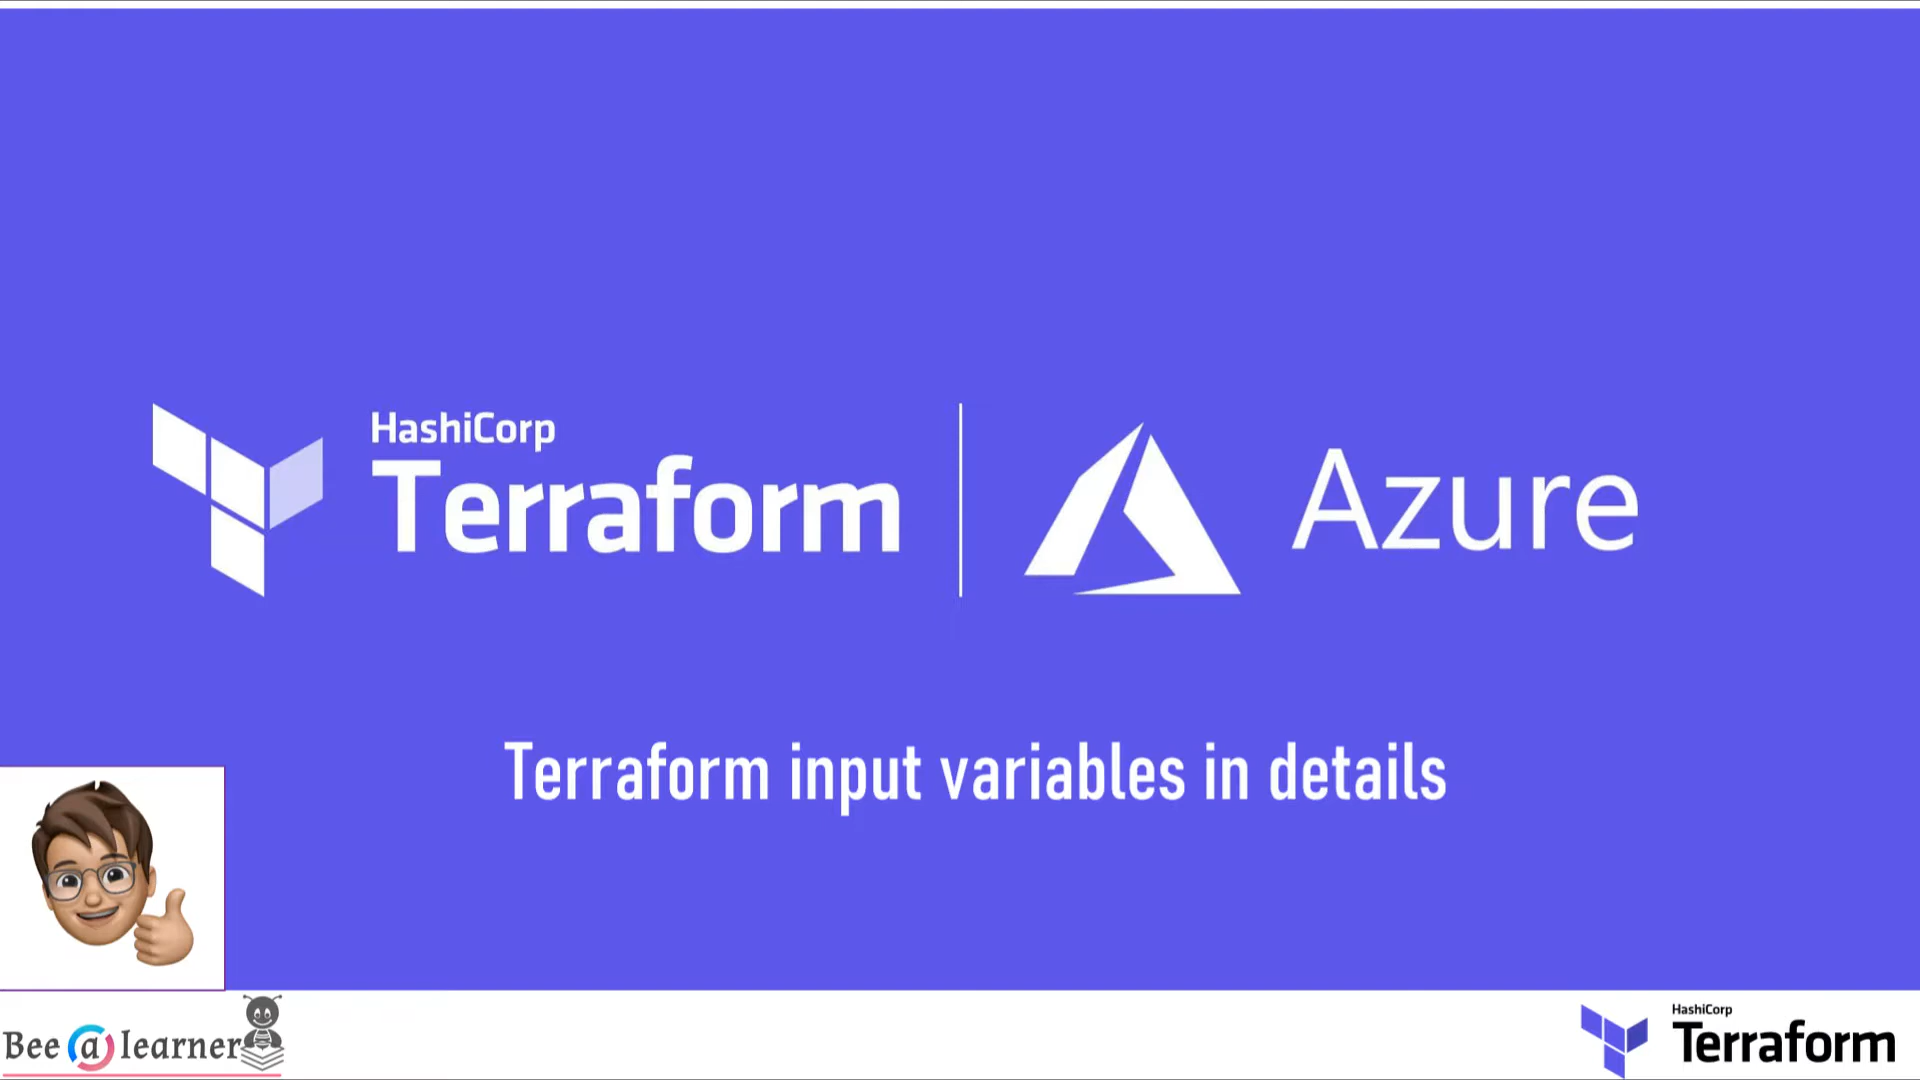 HashiCorp
Terraform
Azure
Terraform input variables in details
Bee @ learner
HashiCorp
Terraform